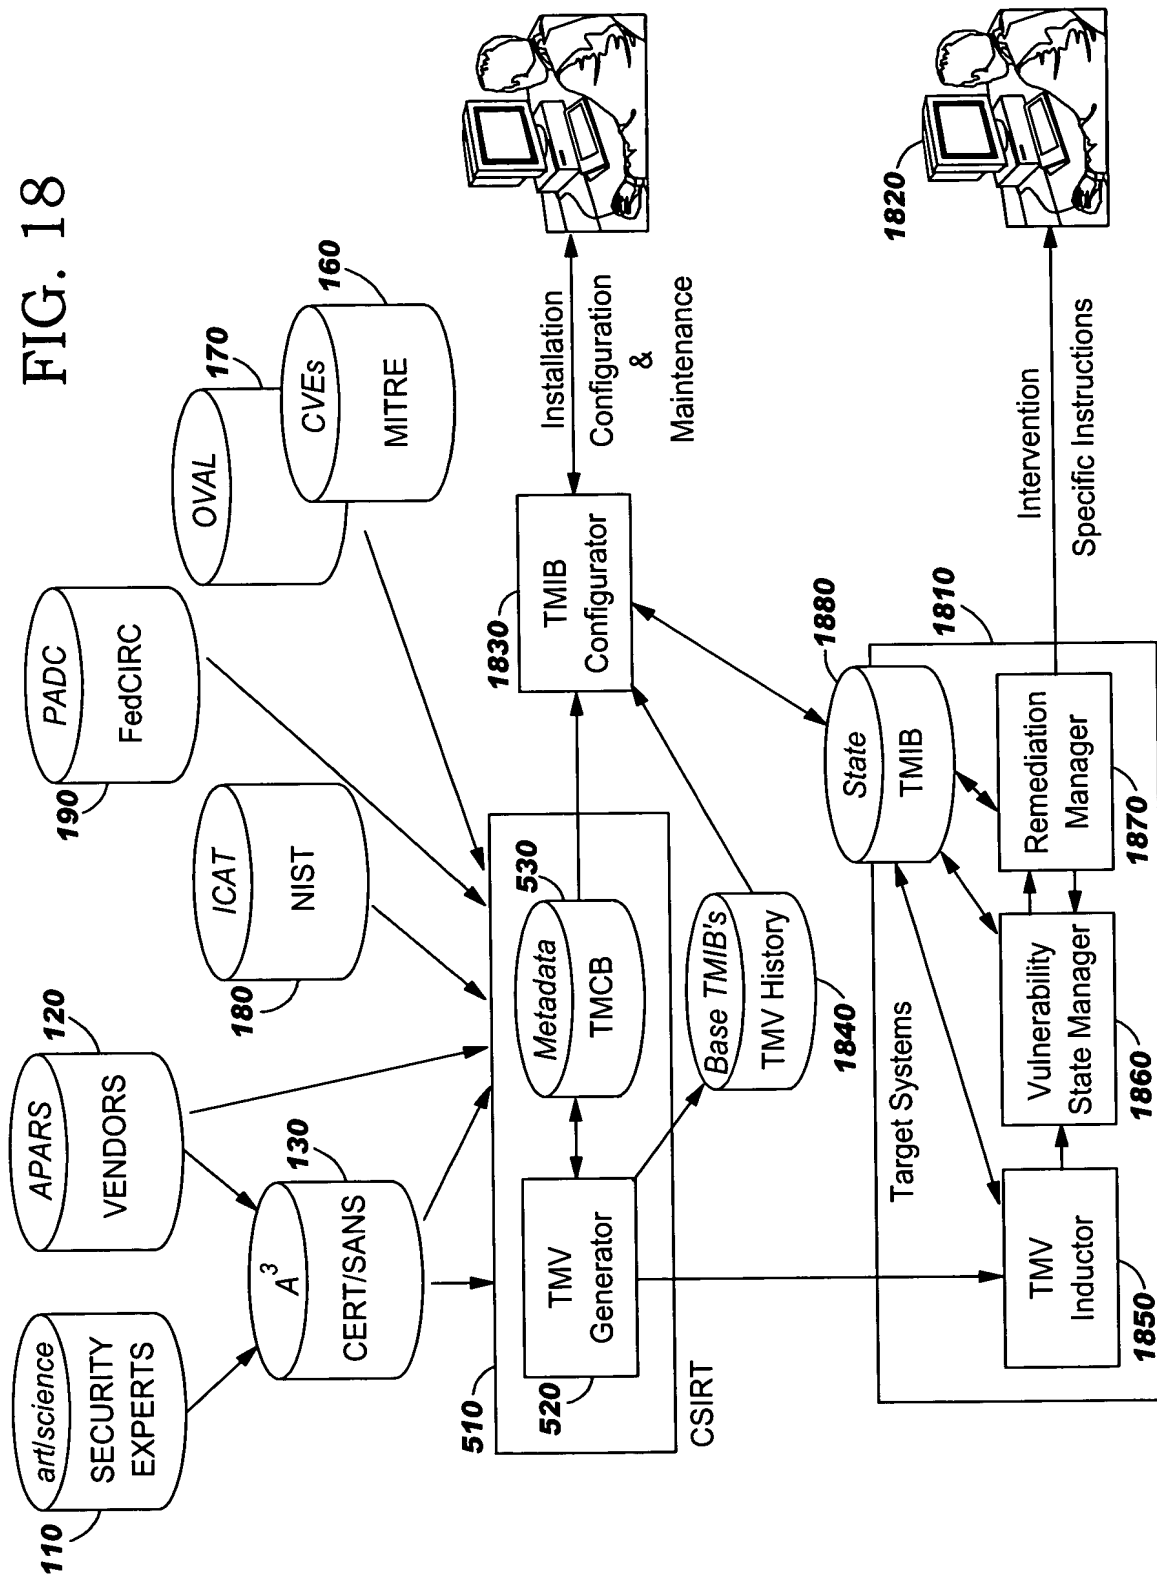 FIG. 18
art/science
SECURITY
EXPERTS
110
APARS
VENDORS
120
A3
CERT/SANS
130
ICAT
NIST
180
PADC
FedCIRC
190
OVAL
170
CVEs
MITRE
160
510
TMV
Generator
520
Metadata
TMCB
530
CSIRT
Base TMIB's
TMV History
1840
1830
TMIB
Configurator
Installation
Configuration
&
Maintenance
1820
Target Systems
State
TMIB
1880
1810
TMV
Inductor
1850
Vulnerability
State Manager
1860
Remediation
Manager
1870
Intervention
Specific Instructions